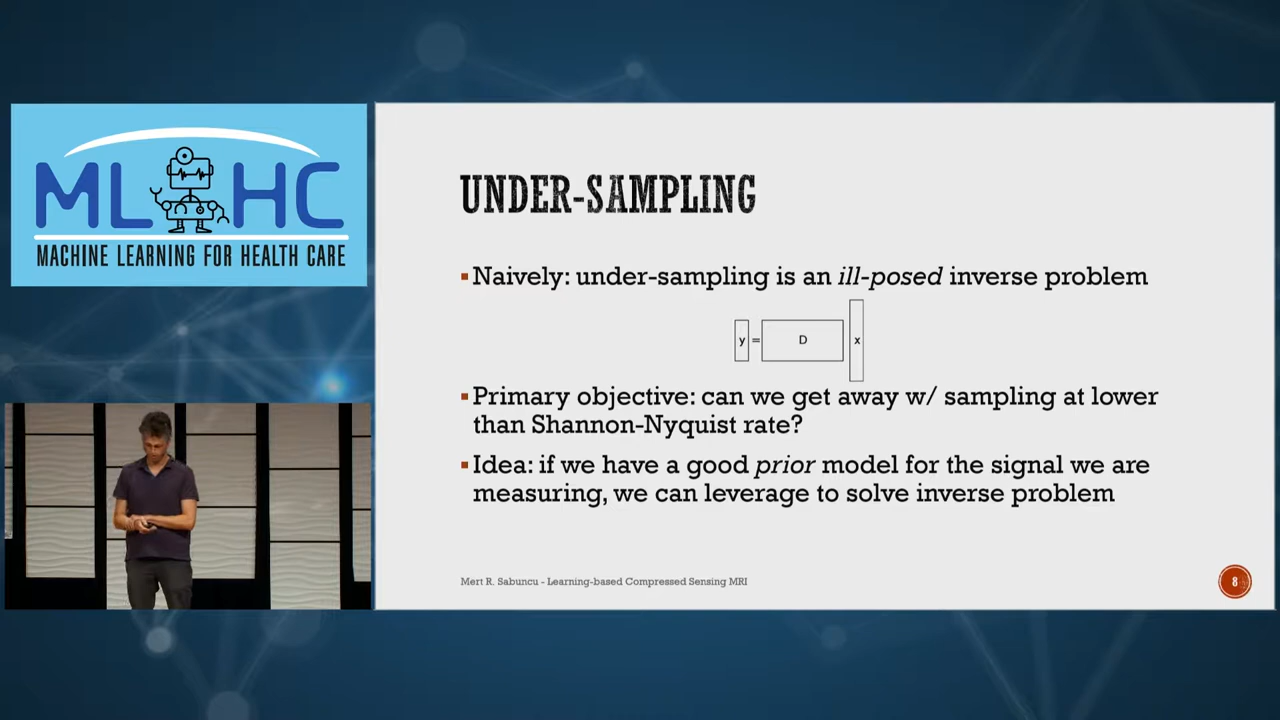 ML HC
MACHINE LEARNING FOR HEALTH CARE
UNDER-SAMPLING
▪ Naively: under-sampling is an ill-posed inverse problem
y = D x
▪ Primary objective: can we get away w/ sampling at lower
than Shannon-Nyquist rate?
▪ Idea: if we have a good prior model for the signal we are
measuring, we can leverage to solve inverse problem
Mert R. Sabuncu - Learning-based Compressed Sensing MRI
8